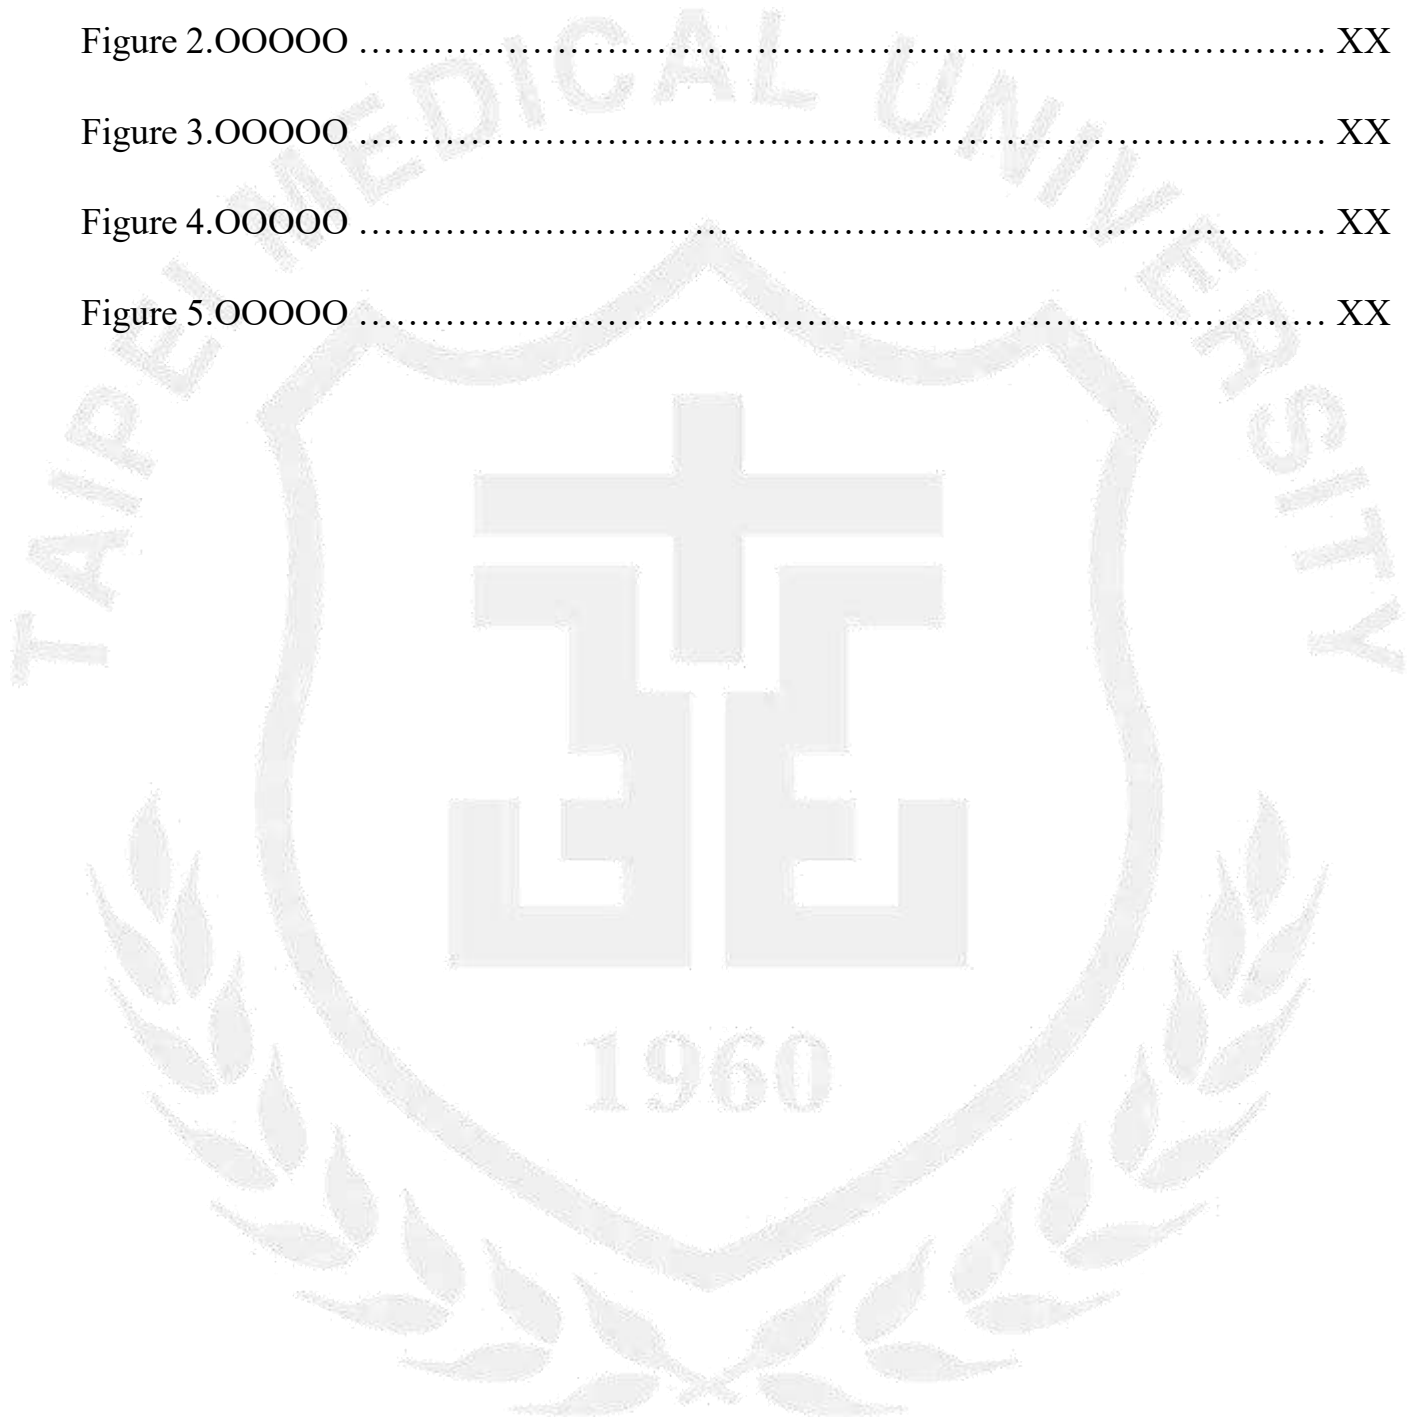 Figure 2.OOOOO ........................................................................... XX
Figure 3.OOOOO ........................................................................... XX
Figure 4.OOOOO ........................................................................... XX
Figure 5.OOOOO ........................................................................... XX
TAIPEI MEDICAL UNIVERSITY
1960